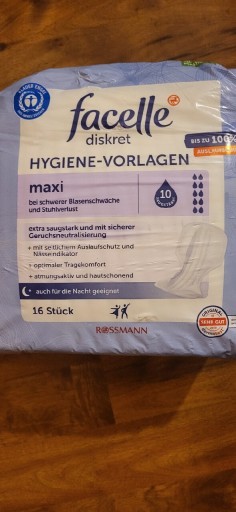 facelle
diskret
BIS ZU 100%
HYGIENE-VORLAGEN
maxi
bei schwerer Blasenschwäche
und Stuhlverlust
10
extra saugstark und mit sicherer
Geruchsneutralisierung
+ mit seitlichem Auslaufschutz und
Nässeindikator
+ optimaler Tragekomfort
+ atmungsaktiv und hautschonend
auch für die Nacht geeignet
16 Stück
ROSSMANN
SEHR GUT